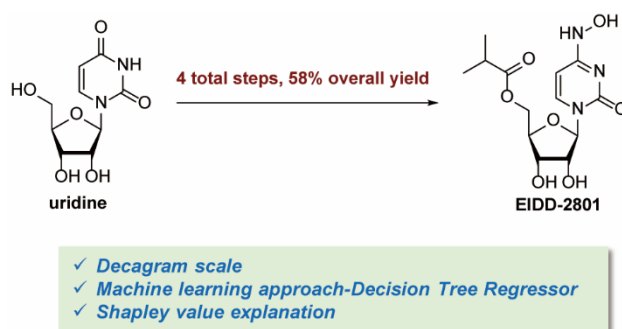 O
NH
N
O
HO
O
OH OH
uridine
4 total steps, 58% overall yield
OH
HN
N
N
O
O
O
O
OH OH
EIDD-2801
✓ Decagram scale
✓ Machine learning approach-Decision Tree Regressor
✓ Shapley value explanation